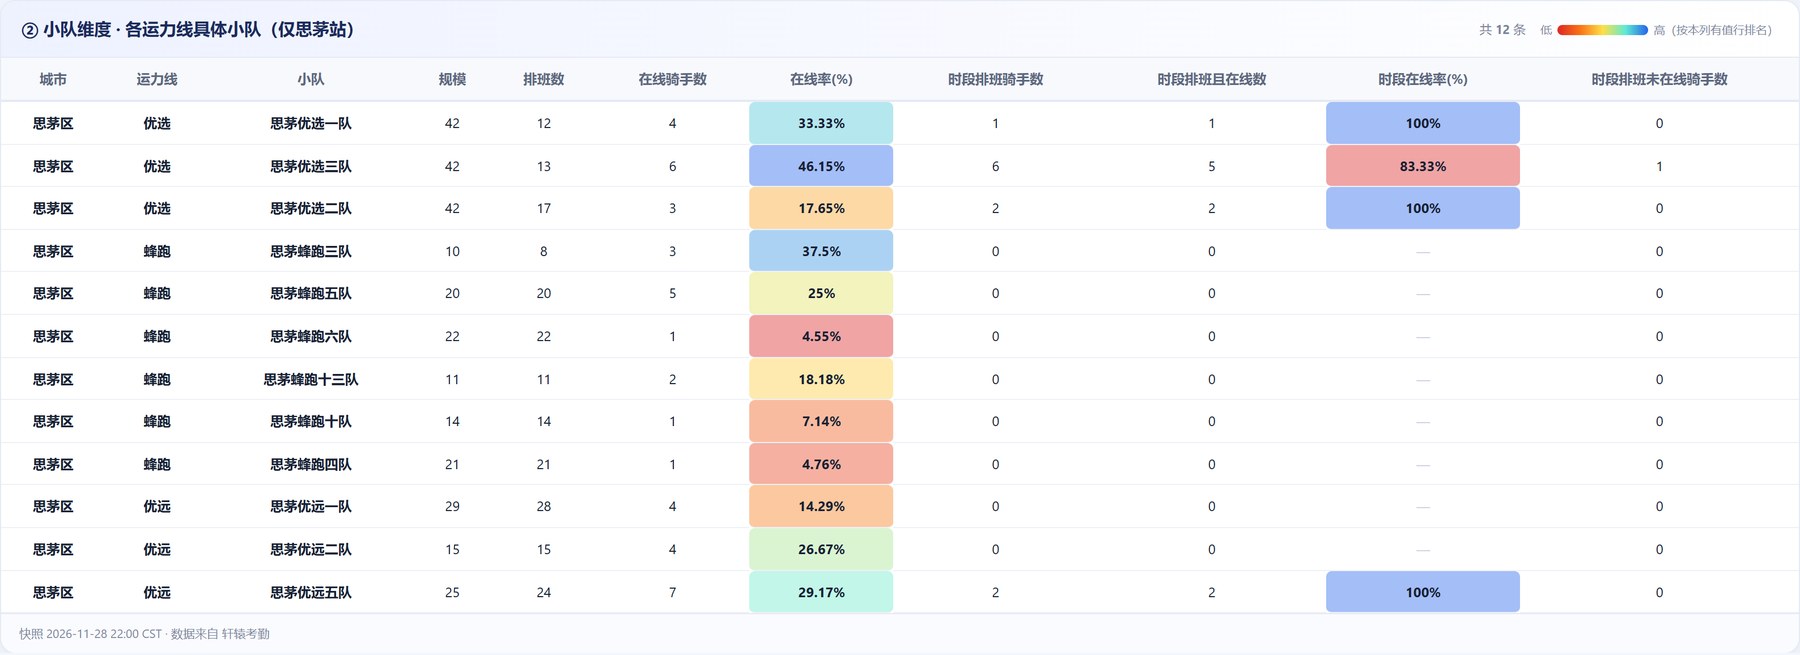 ② 小队维度 · 各运力线具体小队（仅思茅站）
共 12 条 低 高 (按本列有值行排名)
城市 运力线 小队 规模 排班数 在线骑手数 在线率(%) 时段排班骑手数 时段排班且在线数 时段在线率(%) 时段排班未在线骑手数
思茅区 优选 思茅优选一队 42 12 4 33.33% 1 1 100% 0
思茅区 优选 思茅优选三队 42 13 6 46.15% 6 5 83.33% 1
思茅区 优选 思茅优选二队 42 17 3 17.65% 2 2 100% 0
思茅区 蜂跑 思茅蜂跑三队 10 8 3 37.5% 0 0 — 0
思茅区 蜂跑 思茅蜂跑五队 20 20 5 25% 0 0 — 0
思茅区 蜂跑 思茅蜂跑六队 22 22 1 4.55% 0 0 — 0
思茅区 蜂跑 思茅蜂跑十三队 11 11 2 18.18% 0 0 — 0
思茅区 蜂跑 思茅蜂跑十队 14 14 1 7.14% 0 0 — 0
思茅区 蜂跑 思茅蜂跑四队 21 21 1 4.76% 0 0 — 0
思茅区 优远 思茅优远一队 29 28 4 14.29% 0 0 — 0
思茅区 优远 思茅优远二队 15 15 4 26.67% 0 0 — 0
思茅区 优远 思茅优远五队 25 24 7 29.17% 2 2 100% 0
快照 2026-11-28 22:00 CST · 数据来自 轩辕考勤